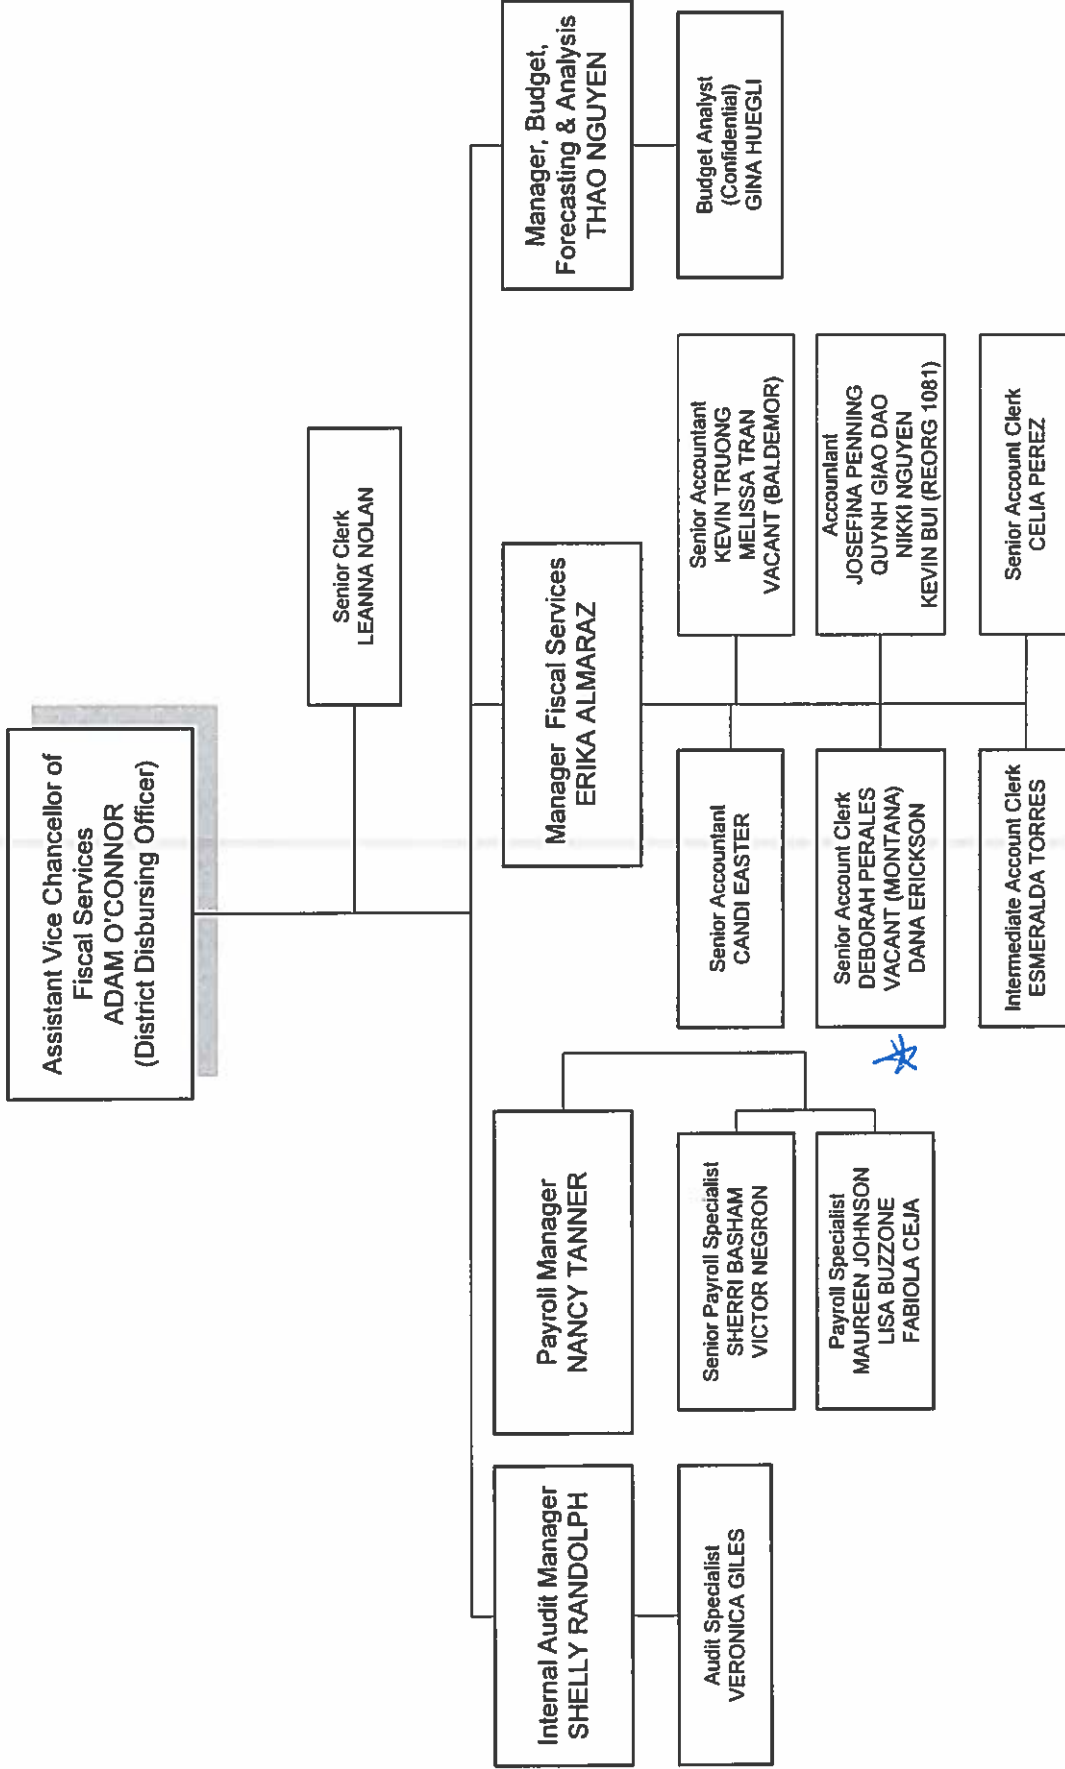 Assistant Vice Chancellor of
Fiscal Services
ADAM O'CONNOR
(District Disbursing Officer)
Senior Clerk
LEANNA NOLAN
Internal Audit Manager
SHELLY RANDOLPH
Audit Specialist
VERONICA GILES
Payroll Manager
NANCY TANNER
Senior Payroll Specialist
SHERRI BASHAM
VICTOR NEGRON
Payroll Specialist
MAUREEN JOHNSON
LISA BUZZONE
FABIOLA CEJA
Manager Fiscal Services
ERIKA ALMARAZ
Senior Accountant
CANDI EASTER
Senior Account Clerk
DEBORAH PERALES
VACANT (MONTANA)
DANA ERICKSON
Intermediate Account Clerk
ESMERALDA TORRES
Senior Accountant
KEVIN TRUONG
MELISSA TRAN
VACANT (BALDEMOR)
Accountant
JOSEFINA PENNING
QUYNH GIAO DAO
NIKKI NGUYEN
KEVIN BUI (REORG 1081)
Senior Account Clerk
CELIA PEREZ
Manager, Budget,
Forecasting & Analysis
THAO NGUYEN
Budget Analyst
(Confidential)
GINA HUEGLI